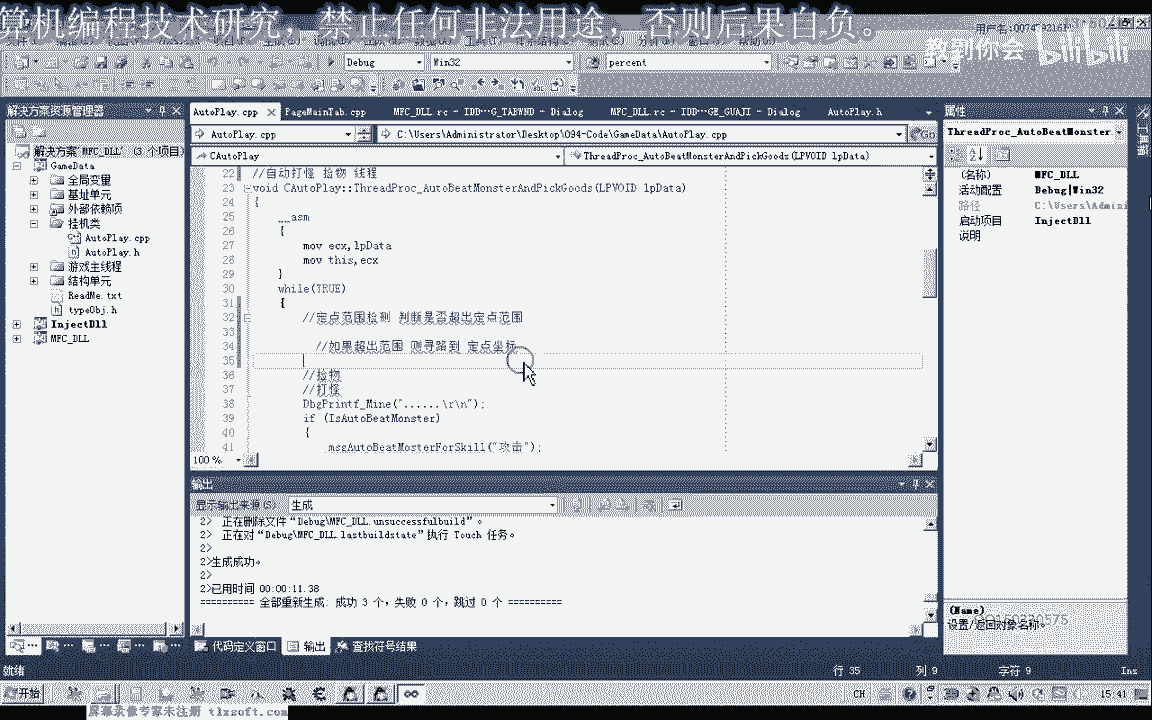 算机编程技术研究，禁止任何非法用途，否则后果自负。
教到你会 bilibili
Debug
Win32
percent
解决方案资源管理器
解决方案"MFC_DLL" (3 个项目)
GameData
全局变量
基址单元
外部依赖项
挂机类
AutoPlay.cpp
AutoPlay.h
游戏主线程
结构单元
ReadMe.txt
typeObj.h
InjectDll
MFC_DLL
AutoPlay.cpp
PageMainTab.cpp
MFC_DLL.rc - IDD···G_TABWND - Dialog
MFC_DLL.rc - IDD···GE_GUAJI - Dialog
AutoPlay.h
AutoPlay.cpp
C:\Users\Administrator\Desktop\094-Code\GameData\AutoPlay.cpp
Go
CAutoPlay
ThreadProc_AutoBeatMonsterAndPickGoods(LPVOID lpData)
22 //自动打怪 捡物 线程
23 void CAutoPlay::ThreadProc_AutoBeatMonsterAndPickGoods(LPVOID lpData)
24 {
25 __asm
26 {
27 mov ecx,lpData
28 mov this,ecx
29 }
30 while(TRUE)
31 {
32 //定点范围检测 判断是否超出定点范围
33
34 //如果超出范围 则寻路到 定点坐标
35
36 //捡物
37 //打怪
38 DbgPrintf_Mine("......\r\n");
39 if (IsAutoBeatMonster)
40 {
41 msgAutoBeatMosterForSkill("攻击");
100 %
属性
ThreadProc_AutoBeatMonster
(名称) MFC_DLL
活动配置 Debug|Win32
路径 C:\Users\Admini
启动项目 InjectDll
说明
(Name)
设置/返回对象名称。
输出
显示输出来源(S): 生成
2> 正在删除文件"Debug\MFC_DLL.unsuccessfulbuild"。
2> 正在对"Debug\MFC_DLL.lastbuildstate"执行 Touch 任务。
2>
2>生成成功。
2>
2>已用时间 00:00:11.38
========== 全部重新生成: 成功 3 个，失败 0 个，跳过 0 个 ==========
代码定义窗口 输出 查找符号结果
就绪
行 35 列 9 字符 9 Ins
开始
CH
15:41
屏幕录像专家未注册 tlxsoft.com